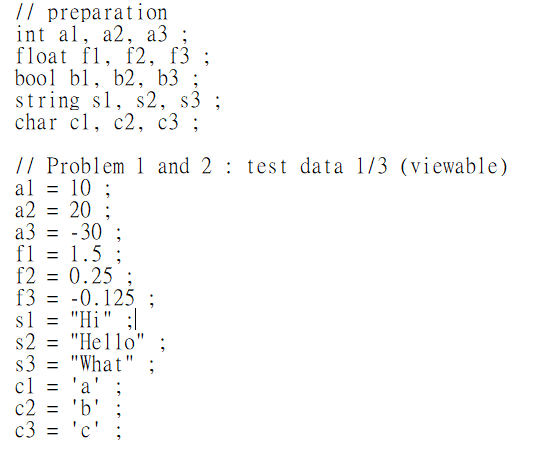 // preparation
int a1, a2, a3 ;
float f1, f2, f3 ;
bool b1, b2, b3 ;
string s1, s2, s3 ;
char c1, c2, c3 ;
// Problem 1 and 2 : test data 1/3 (viewable)
a1 = 10 ;
a2 = 20 ;
a3 = -30 ;
f1 = 1.5 ;
f2 = 0.25 ;
f3 = -0.125 ;
s1 = "Hi" ;
s2 = "Hello" ;
s3 = "What" ;
c1 = 'a' ;
c2 = 'b' ;
c3 = 'c' ;